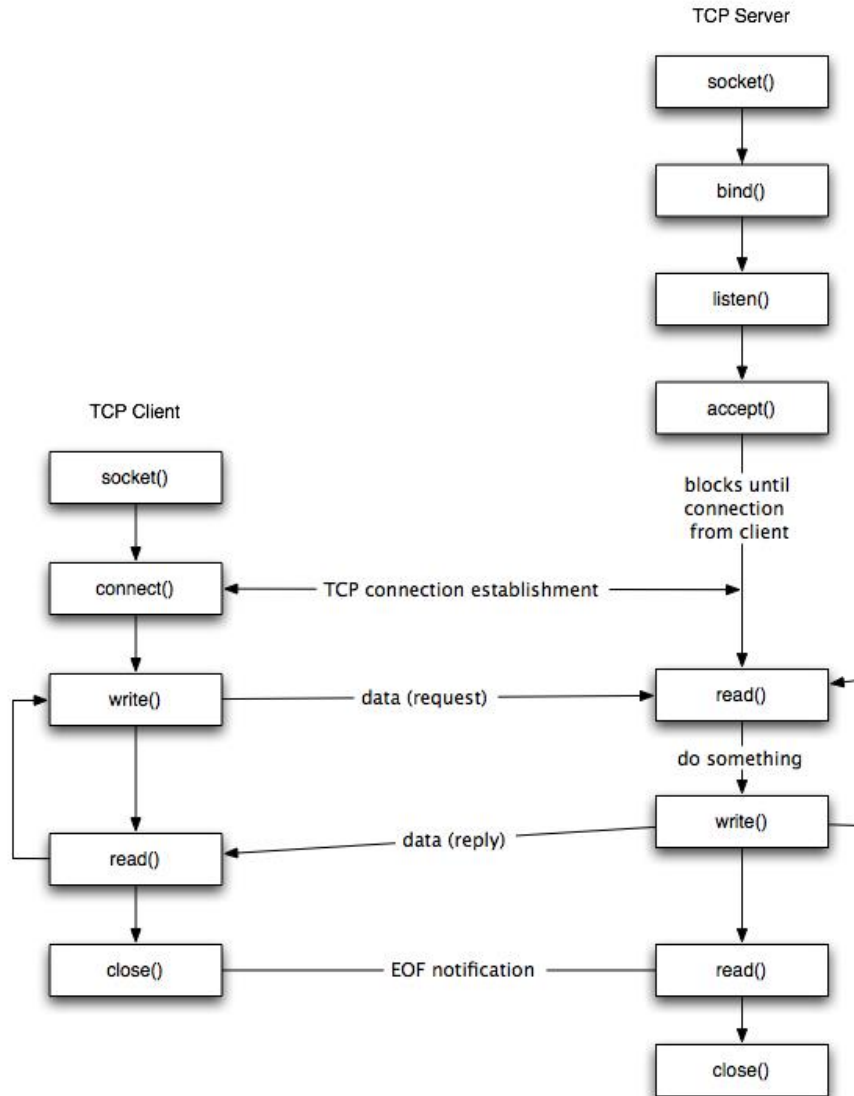 TCP Server
socket()
bind()
listen()
accept()
TCP Client
blocks until
connection
from client
socket()
connect()
TCP connection establishment
write()
data (request)
read()
do something
write()
data (reply)
read()
close()
EOF notification
read()
close()